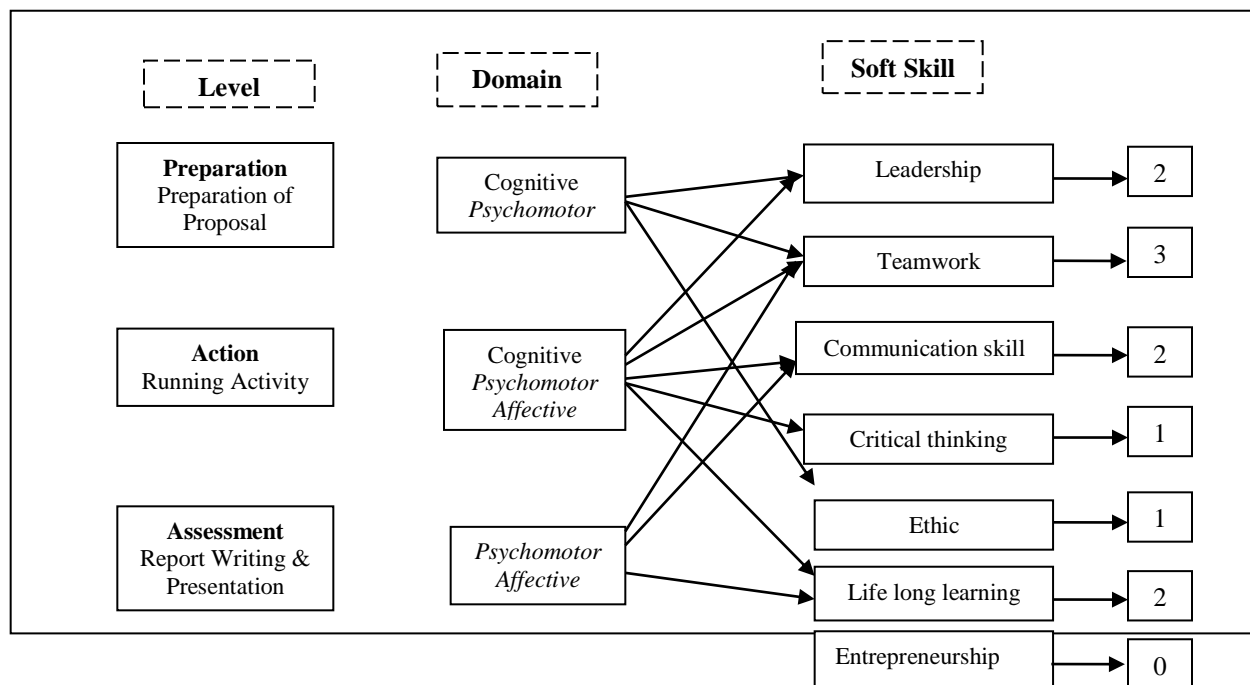 Level
Domain
Soft Skill
Preparation
Preparation of
Proposal
Cognitive
Psychomotor
Leadership
2
Teamwork
3
Action
Running Activity
Cognitive
Psychomotor
Affective
Communication skill
2
Critical thinking
1
Assessment
Report Writing &
Presentation
Psychomotor
Affective
Ethic
1
Life long learning
2
Entrepreneurship
0